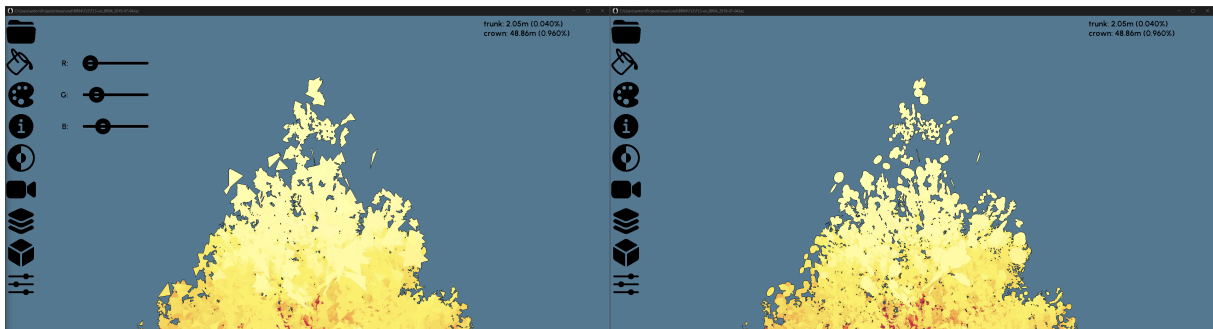 trunk: 2.05m (0.040%)
crown: 48.86m (0.960%)
R:
G:
B:
trunk: 2.05m (0.040%)
crown: 48.86m (0.960%)